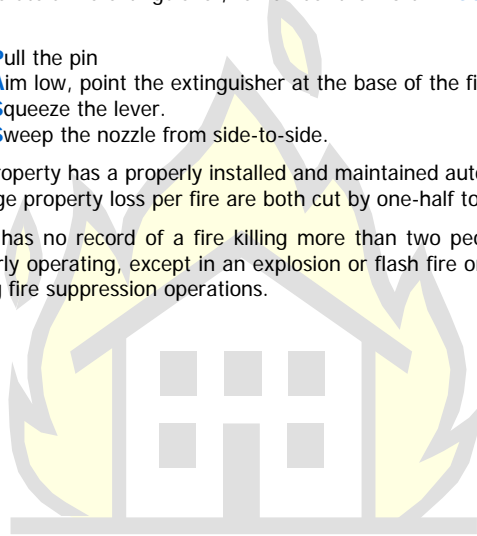 Pull the pin
Aim low, point the extinguisher at the base of the fi
Squeeze the lever.
Sweep the nozzle from side-to-side.
roperty has a properly installed and maintained aut
ge property loss per fire are both cut by one-half to
has no record of a fire killing more than two peo
rly operating, except in an explosion or flash fire o
g fire suppression operations.